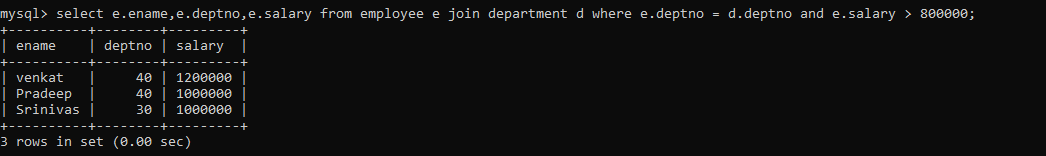 mysql> select e.ename,e.deptno,e.salary from employee e join department d where e.deptno = d.deptno and e.salary > 800000;
+----------+--------+---------+
| ename    | deptno | salary  |
+----------+--------+---------+
| venkat   |     40 | 1200000 |
| Pradeep  |     40 | 1000000 |
| Srinivas |     30 | 1000000 |
+----------+--------+---------+
3 rows in set (0.00 sec)